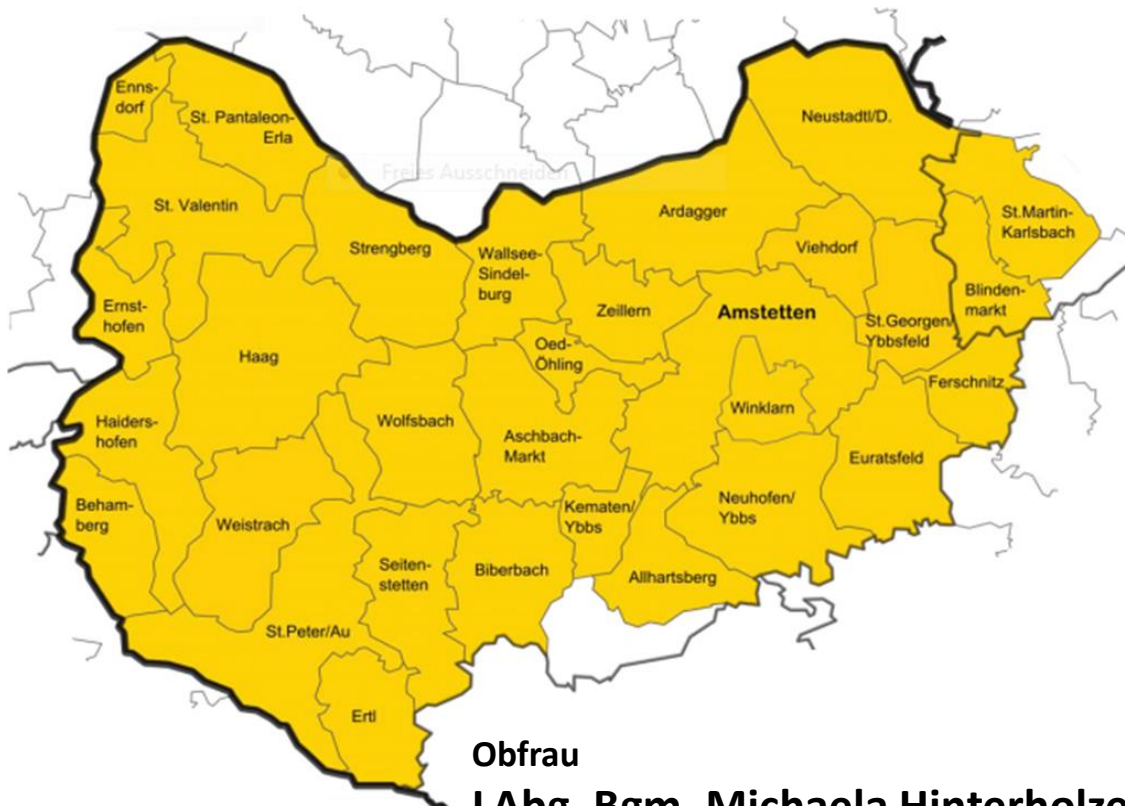 Enns-
dorf
St. Pantaleon-
Erla
Neustadtl/D.
Freies Ausschneiden
St. Valentin
Ardagger
St.Martin-
Karlsbach
Strengberg
Wallsee-
Sindel-
burg
Viehdorf
Ernst-
hofen
Zeillern
Amstetten
Blinden-
markt
St.Georgen/
Ybbsfeld
Haag
Oed-
Öhling
Ferschnitz
Haiders-
hofen
Wolfsbach
Winklarn
Aschbach-
Markt
Euratsfeld
Beham-
berg
Weistrach
Kematen/
Ybbs
Neuhofen/
Ybbs
Seiten-
stetten
Biberbach
Allhartsberg
St.Peter/Au
Ertl
Obfrau
LAbg. Bgm. Michaela Hinterholze